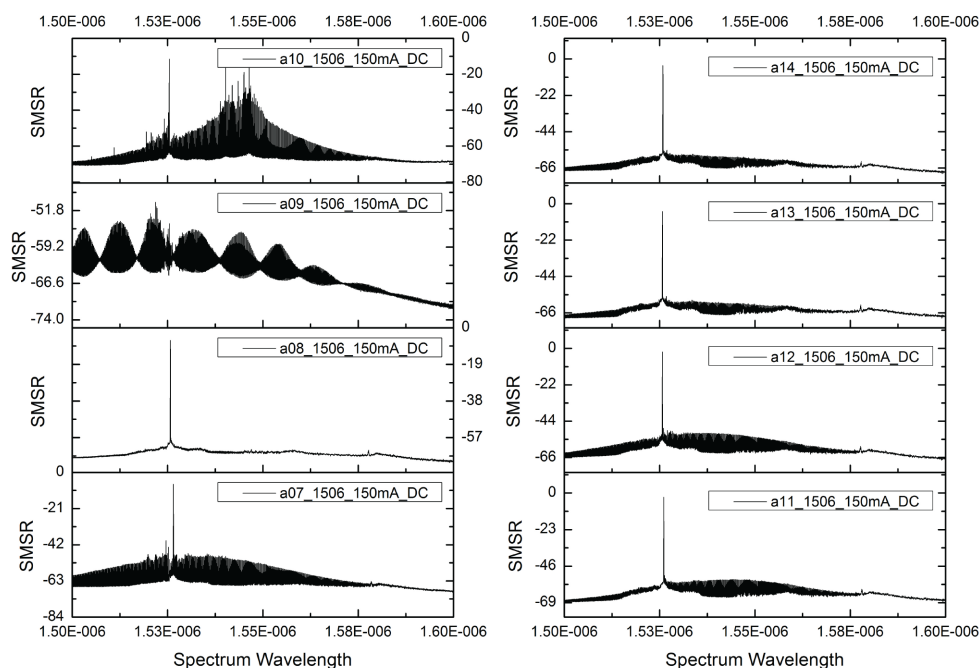 1.50E-006 1.53E-006 1.55E-006 1.58E-006 1.60E-006
0
-20
-40
-60
-80
SMSR
a10_1506_150mA_DC
-51.8
-59.2
-66.6
-74.0
SMSR
a09_1506_150mA_DC
0
-19
-38
-57
SMSR
a08_1506_150mA_DC
0
-21
-42
-63
-84
SMSR
a07_1506_150mA_DC
1.50E-006 1.53E-006 1.55E-006 1.58E-006 1.60E-006
Spectrum Wavelength
1.50E-006 1.53E-006 1.55E-006 1.58E-006 1.60E-006
0
-22
-44
-66
SMSR
a14_1506_150mA_DC
0
-22
-44
-66
SMSR
a13_1506_150mA_DC
0
-22
-44
-66
SMSR
a12_1506_150mA_DC
0
-23
-46
-69
SMSR
a11_1506_150mA_DC
1.50E-006 1.53E-006 1.55E-006 1.58E-006 1.60E-006
Spectrum Wavelength